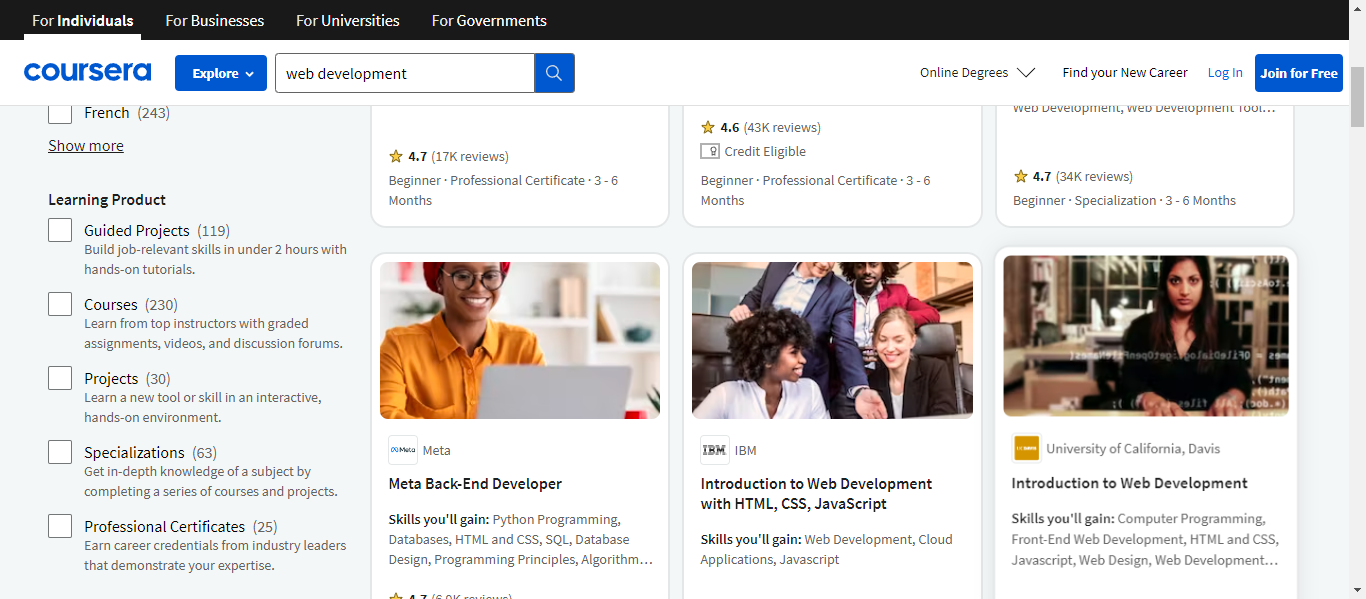 For Individuals
For Businesses
For Universities
For Governments
coursera
Explore
web development
Online Degrees
Find your New Career
Log In
Join for Free
French (243)
Show more
Learning Product
Guided Projects (119)
Build job-relevant skills in under 2 hours with
hands-on tutorials.
Courses (230)
Learn from top instructors with graded
assignments, videos, and discussion forums.
Projects (30)
Learn a new tool or skill in an interactive,
hands-on environment.
Specializations (63)
Get in-depth knowledge of a subject by
completing a series of courses and projects.
Professional Certificates (25)
Earn career credentials from industry leaders
that demonstrate your expertise.
4.7 (17K reviews)
Beginner · Professional Certificate · 3 - 6
Months
4.6 (43K reviews)
Credit Eligible
Beginner · Professional Certificate · 3 - 6
Months
Web Development, Web Development Tool…
4.7 (34K reviews)
Beginner · Specialization · 3 - 6 Months
Meta
Meta
Meta Back-End Developer
Skills you'll gain: Python Programming,
Databases, HTML and CSS, SQL, Database
Design, Programming Principles, Algorithm…
4.7 (6.0K reviews)
IBM
IBM
Introduction to Web Development
with HTML, CSS, JavaScript
Skills you'll gain: Web Development, Cloud
Applications, Javascript
University of California, Davis
Introduction to Web Development
Skills you'll gain: Computer Programming,
Front-End Web Development, HTML and CSS,
Javascript, Web Design, Web Development…